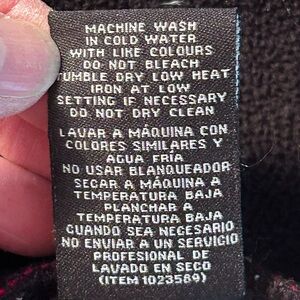 MACHINE WASH
IN COLD WATER
WITH LIKE COLOURS
DO NOT BLEACH
TUMBLE DRY LOW HEAT
IRON AT LOW
SETTING IF NECESSARY
DO NOT DRY CLEAN
LAVAR A MÁQUINA CON
COLORES SIMILARES Y
AGUA FRÍA
NO USAR BLANQUEADOR
SECAR A MÁQUINA A
TEMPERATURA BAJA
PLANCHAR A
TEMPERATURA BAJA
CUANDO SEA NECESARIO
NO ENVIAR A UN SERVICIO
PROFESIONAL DE
LAVADO EN SECO
(ITEM 1023589)